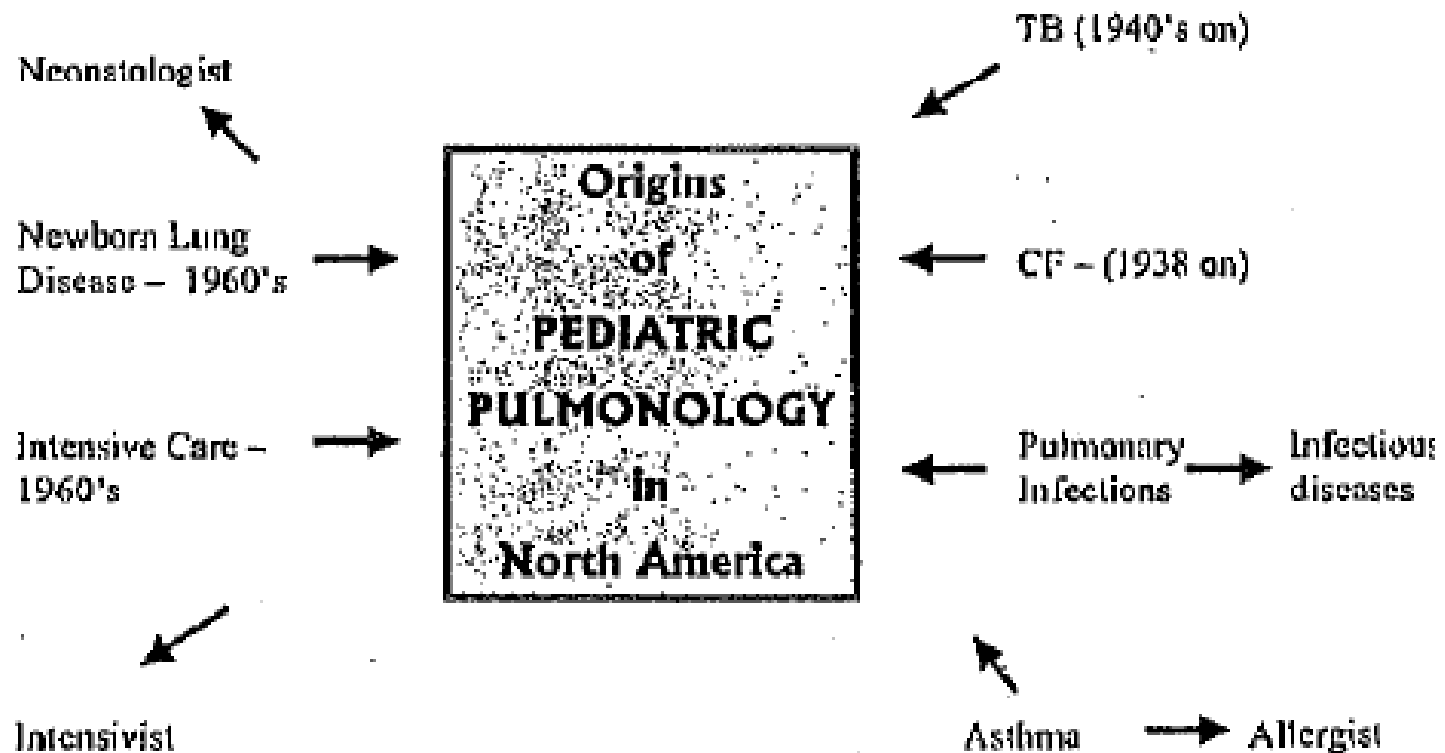 TB (1940's on)
Neonatologist
Origins
of
PEDIATRIC
PULMONOLOGY
in
North America
Newborn Lung
Disease – 1960's
CF – (1938 on)
Intensive Care –
1960's
Pulmonary
Infections
Infectious
diseases
Intensivist
Asthma
Allergist